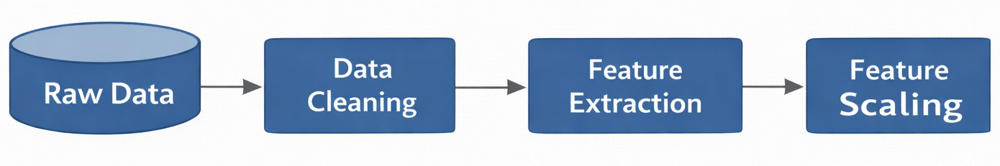 Raw Data
Data
Cleaning
Feature
Extraction
Feature
Scaling